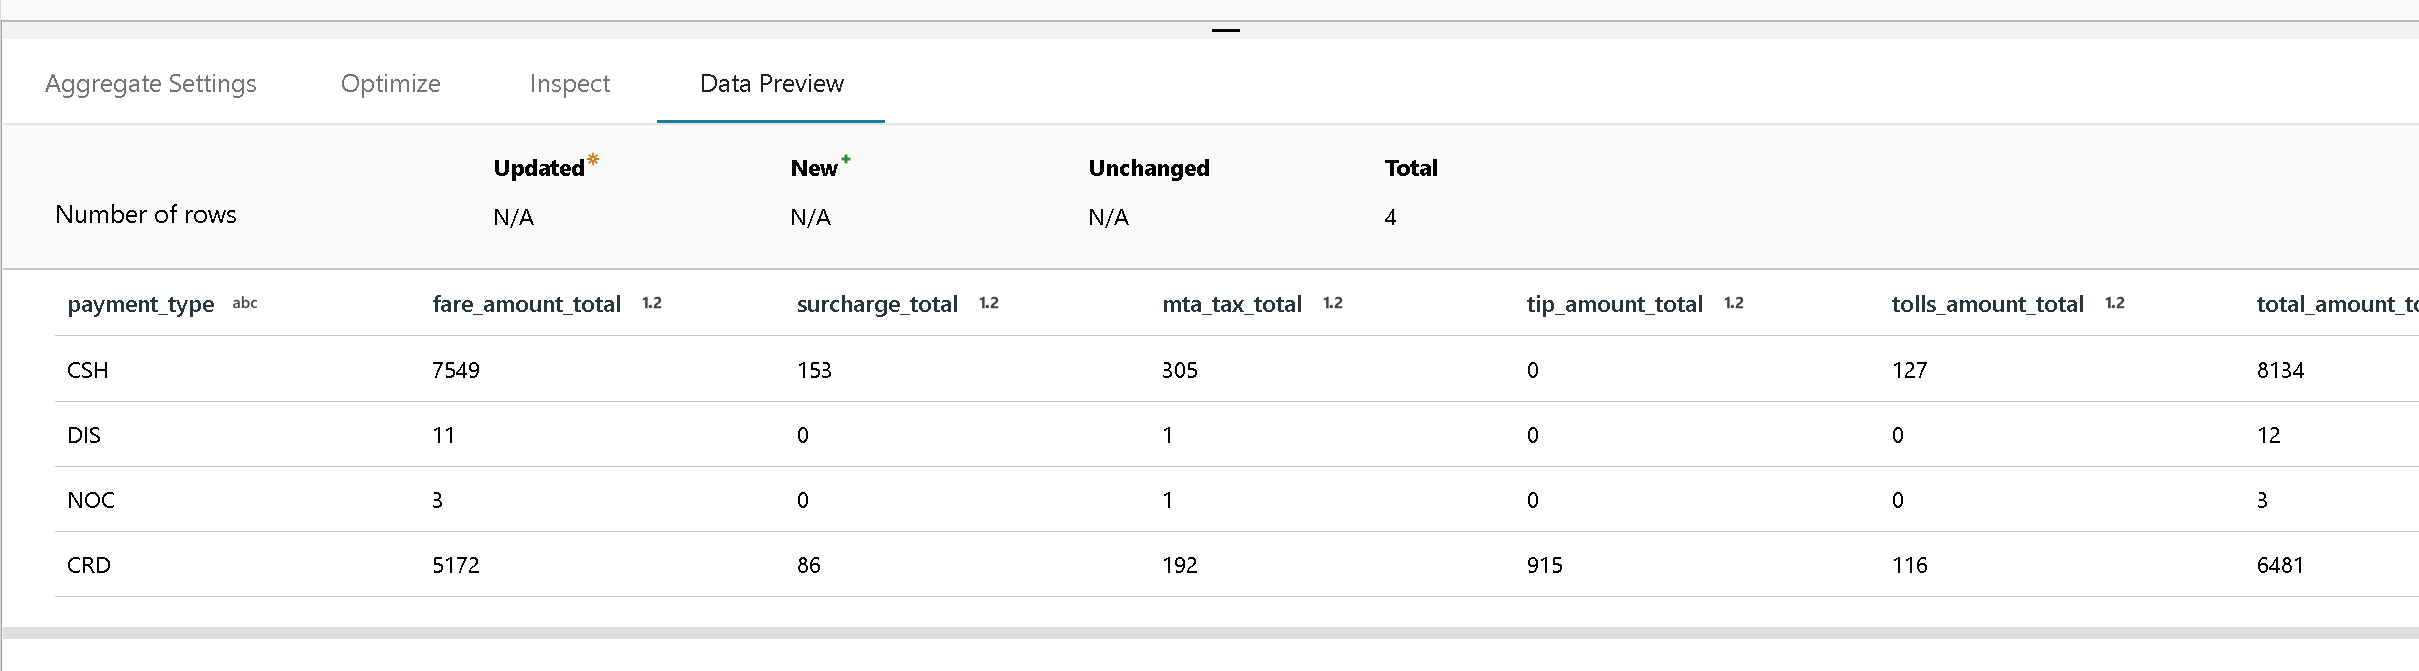 Aggregate Settings Optimize Inspect Data Preview
Updated* New+ Unchanged Total
Number of rows N/A N/A N/A 4
payment_type abc fare_amount_total 1.2 surcharge_total 1.2 mta_tax_total 1.2 tip_amount_total 1.2 tolls_amount_total 1.2 total_amount_to
CSH 7549 153 305 0 127 8134
DIS 11 0 1 0 0 12
NOC 3 0 1 0 0 3
CRD 5172 86 192 915 116 6481